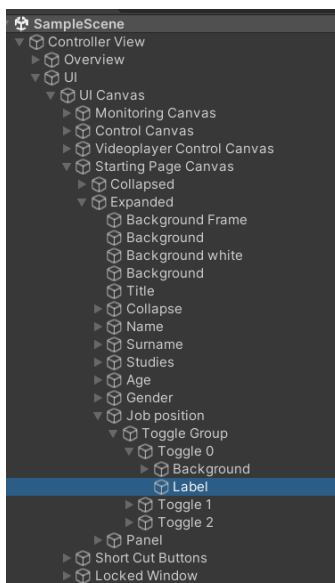 SampleScene
Controller View
Overview
UI
UI Canvas
Monitoring Canvas
Control Canvas
Videoplayer Control Canvas
Starting Page Canvas
Collapsed
Expanded
Background Frame
Background
Background white
Background
Title
Collapse
Name
Surname
Studies
Age
Gender
Job position
Toggle Group
Toggle 0
Background
Label
Toggle 1
Toggle 2
Panel
Short Cut Buttons
Locked Window